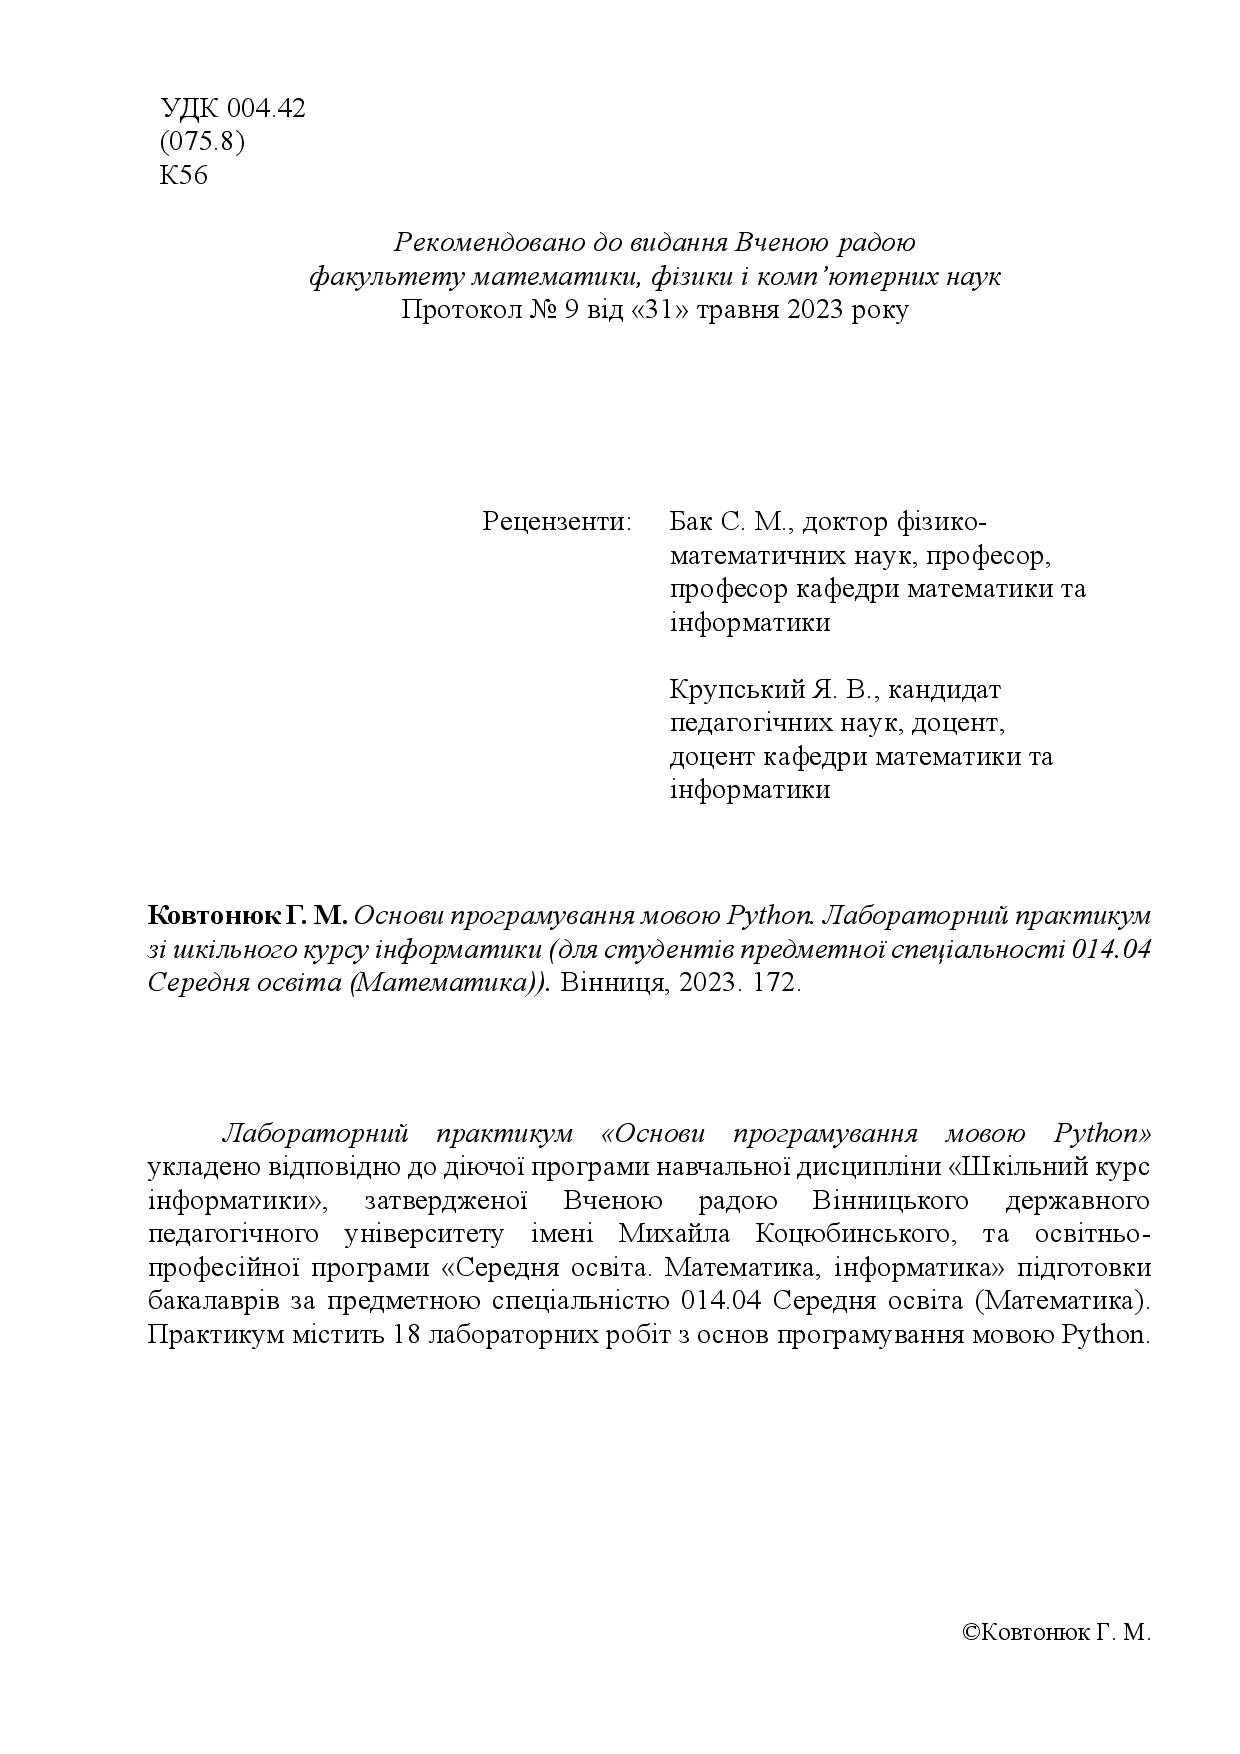 УДК 004.42
(075.8)
К56
Рекомендовано до видання Вченою радою
факультету математики, фізики і комп’ютерних наук
Протокол № 9 від «31» травня 2023 року
Рецензенти:
Бак С. М., доктор фізико-
математичних наук, професор,
професор кафедри математики та
інформатики
Крупський Я. В., кандидат
педагогічних наук, доцент,
доцент кафедри математики та
інформатики
Ковтонюк Г. М. Основи програмування мовою Python. Лабораторний практикум
зі шкільного курсу інформатики (для студентів предметної спеціальності 014.04
Середня освіта (Математика)). Вінниця, 2023. 172.
Лабораторний практикум «Основи програмування мовою Python»
укладено відповідно до діючої програми навчальної дисципліни «Шкільний курс
інформатики», затвердженої Вченою радою Вінницького державного
педагогічного університету імені Михайла Коцюбинського, та освітньо-
професійної програми «Середня освіта. Математика, інформатика» підготовки
бакалаврів за предметною спеціальністю 014.04 Середня освіта (Математика).
Практикум містить 18 лабораторних робіт з основ програмування мовою Python.
©Ковтонюк Г. М.